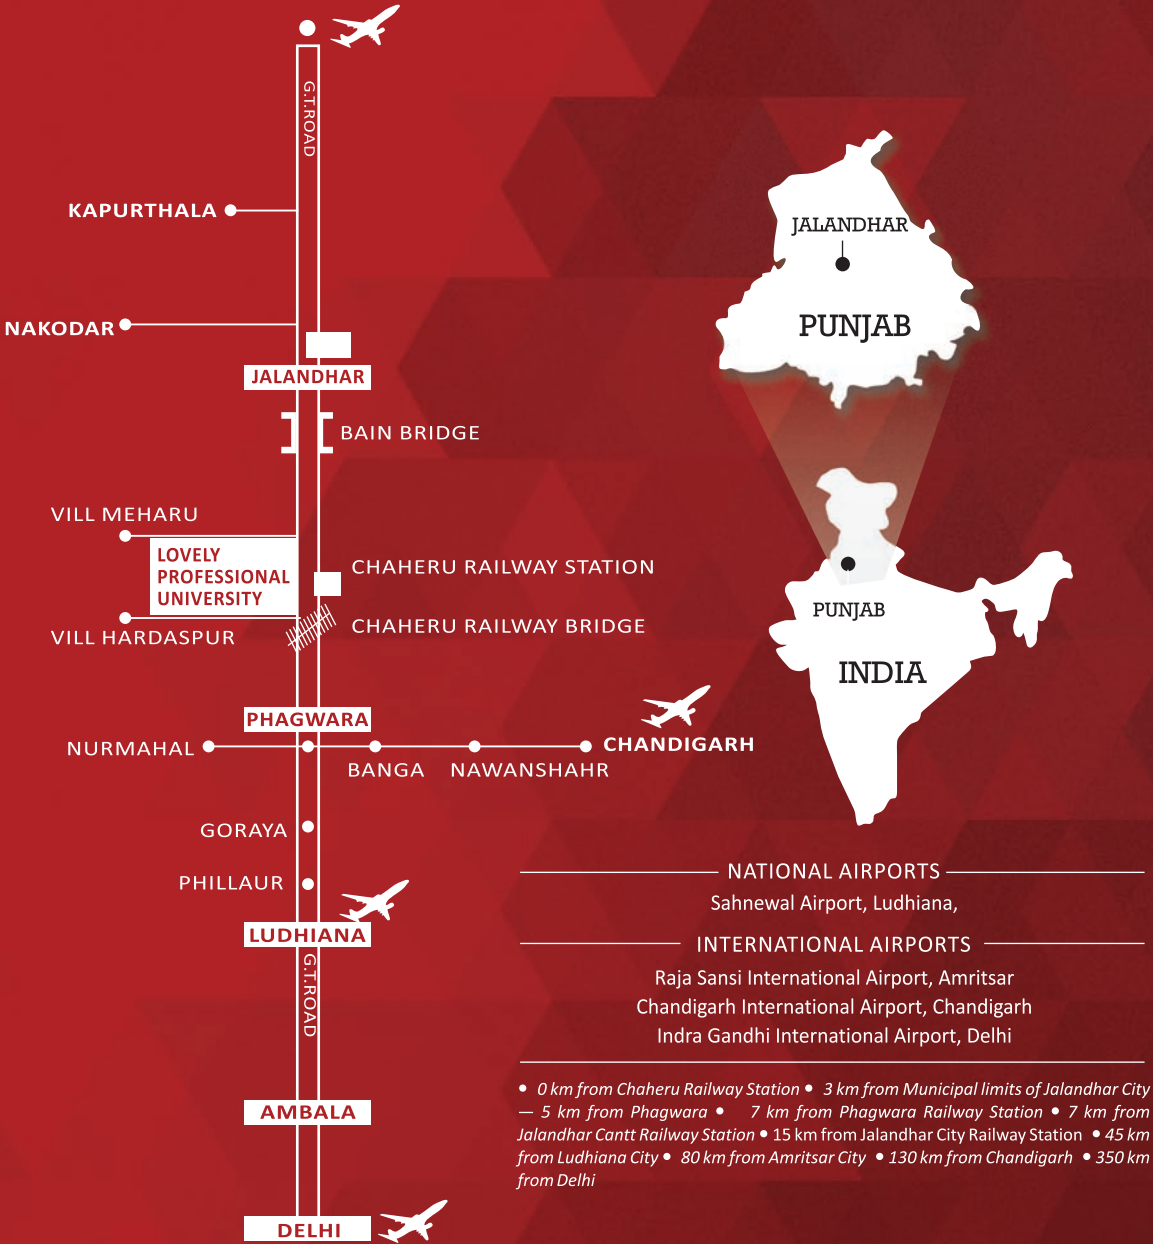 G.T.ROAD
KAPURTHALA
NAKODAR
JALANDHAR
BAIN BRIDGE
VILL MEHARU
LOVELY
PROFESSIONAL
UNIVERSITY
CHAHERU RAILWAY STATION
VILL HARDASPUR
CHAHERU RAILWAY BRIDGE
PHAGWARA
NURMAHAL
BANGA
NAWANSHAHR
CHANDIGARH
GORAYA
PHILLAUR
LUDHIANA
G.T.ROAD
AMBALA
DELHI
JALANDHAR
PUNJAB
PUNJAB
INDIA
NATIONAL AIRPORTS
Sahnewal Airport, Ludhiana,
INTERNATIONAL AIRPORTS
Raja Sansi International Airport, Amritsar
Chandigarh International Airport, Chandigarh
Indra Gandhi International Airport, Delhi
• 0 km from Chaheru Railway Station • 3 km from Municipal limits of Jalandhar City
— 5 km from Phagwara • 7 km from Phagwara Railway Station • 7 km from
Jalandhar Cantt Railway Station • 15 km from Jalandhar City Railway Station • 45 km
from Ludhiana City • 80 km from Amritsar City • 130 km from Chandigarh • 350 km
from Delhi